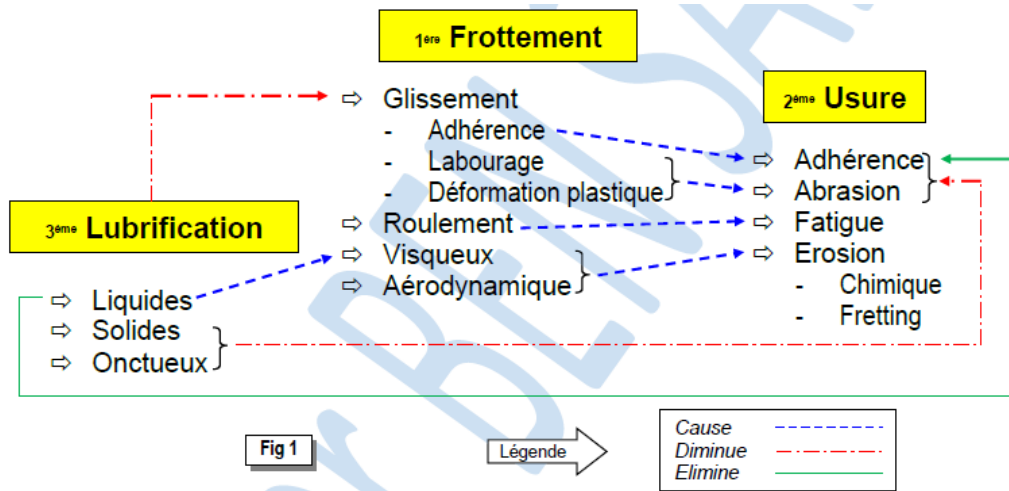 1ère Frottement
Glissement
- Adhérence
- Labourage
- Déformation plastique
Roulement
Visqueux
Aérodynamique
2ème Usure
Adhérence
Abrasion
Fatigue
Erosion
- Chimique
- Fretting
3ème Lubrification
Liquides
Solides
Onctueux
Fig 1
Légende
Cause
Diminue
Elimine